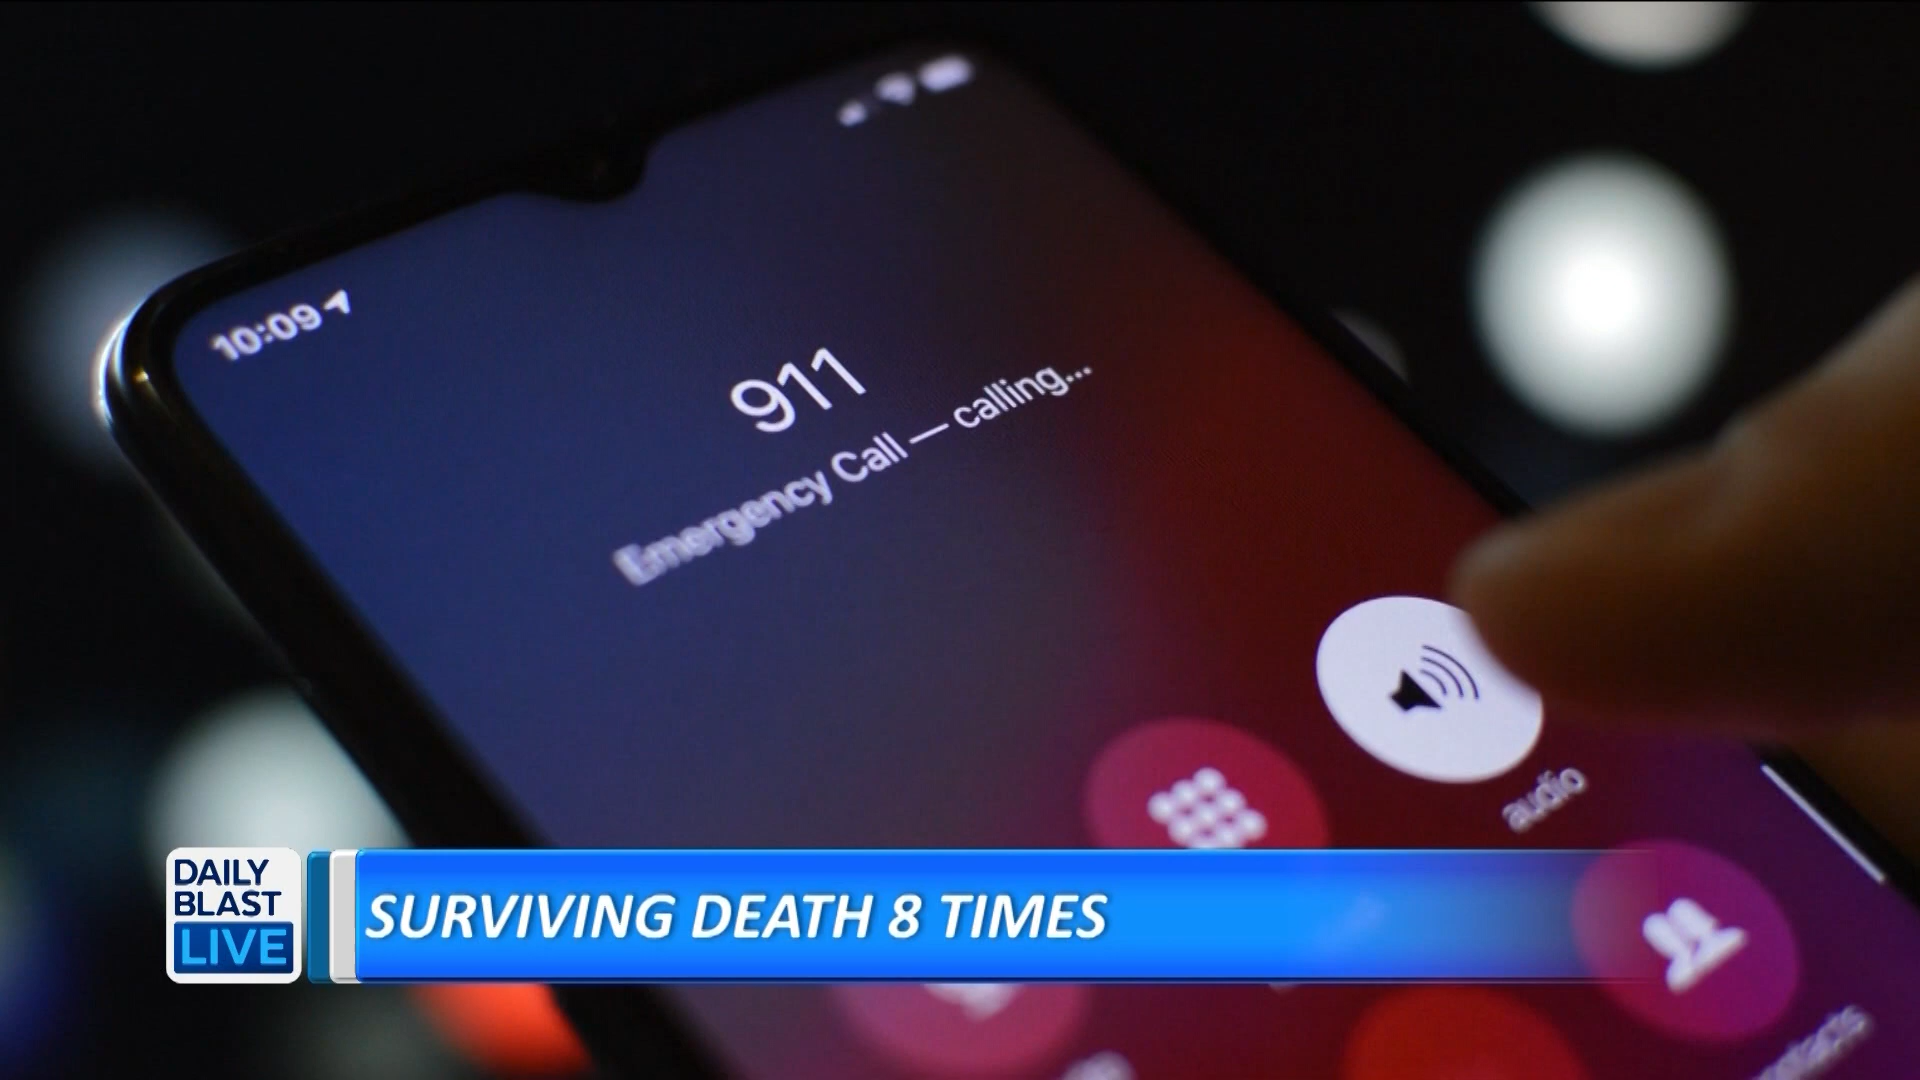 10:09
911
Emergency Call — calling...
audio
DAILY
BLAST
LIVE
SURVIVING DEATH 8 TIMES